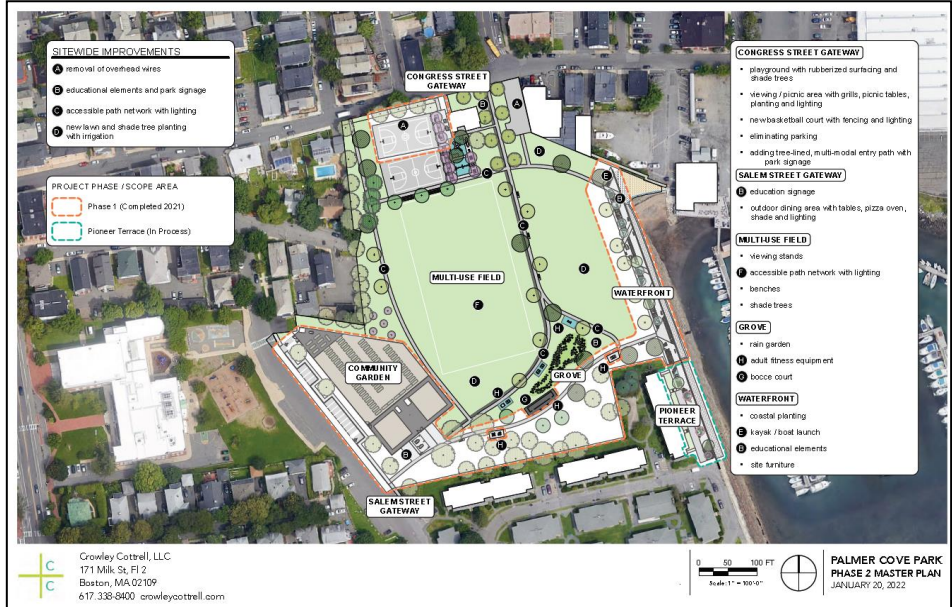 SITEWIDE IMPROVEMENTS
A removal of overhead wires
B educational elements and park signage
C accessible path network with lighting
D new lawn and shade tree planting
with irrigation
PROJECT PHASE / SCOPE AREA
Phase 1 (Completed 2021)
Pioneer Terrace (In Process)
CONGRESS STREET
GATEWAY
A
B
A
C
D
E
B
C
C
D
MULTI-USE FIELD
F
WATERFRONT
H
C
B
C
H
GROVE
COMMUNITY
GARDEN
D
H
G
H
H
B
PIONEER
TERRACE
SALEM STREET
GATEWAY
CONGRESS STREET GATEWAY
• playground with rubberized surfacing and
shade trees
• viewing / picnic area with grills, picnic tables,
planting and lighting
• new basketball court with fencing and lighting
• eliminating parking
• adding tree-lined, multi-modal entry path with
park signage
SALEM STREET GATEWAY
B education signage
• outdoor dining area with tables, pizza oven,
shade and lighting
MULTI-USE FIELD
• viewing stands
F accessible path network with lighting
• benches
• shade trees
GROVE
• rain garden
H adult fitness equipment
G bocce court
WATERFRONT
• coastal planting
E kayak / boat launch
B educational elements
• site furniture
C
C
Crowley Cottrell, LLC
171 Milk St, Fl 2
Boston, MA 02109
617.338-8400 crowleycottrell.com
0 50 100 FT
Scale: 1" = 100'-0"
PALMER COVE PARK
PHASE 2 MASTER PLAN
JANUARY 20, 2022